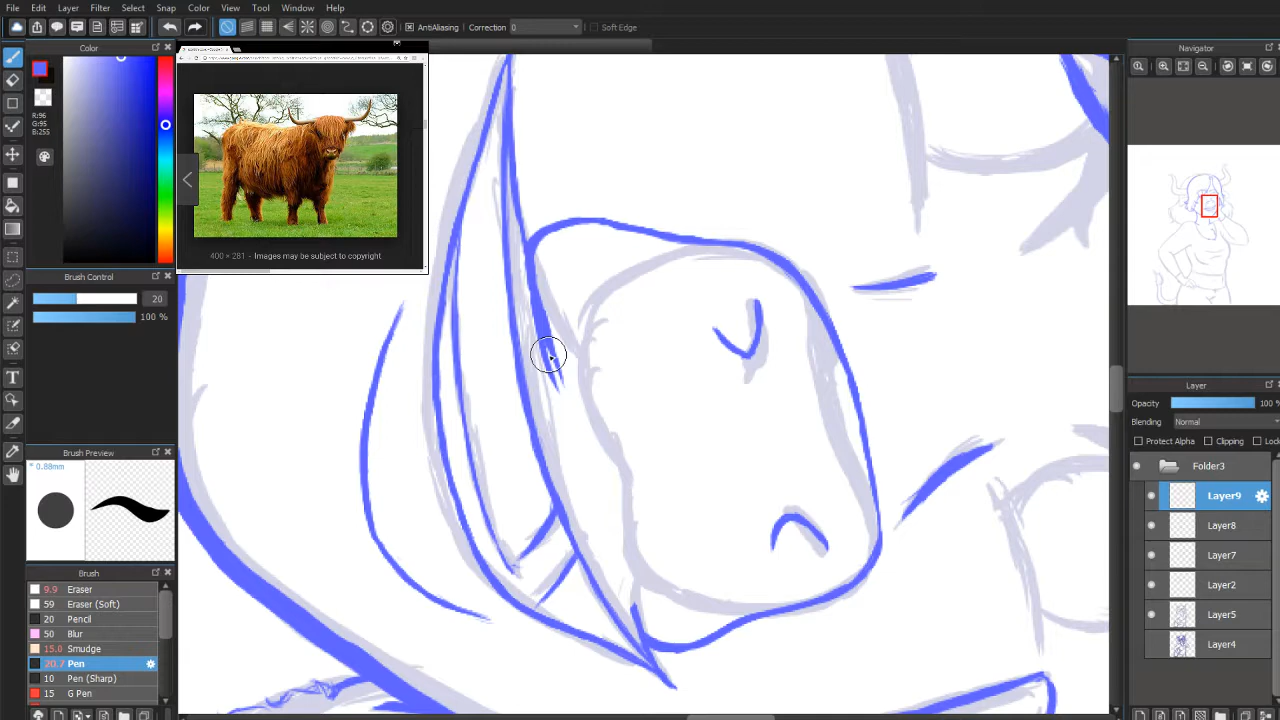 File Edit Layer Filter Select Snap Color View Tool Window Help
AntiAliasing Correction 0 Soft Edge
Color
R:96
G:95
B:255
Brush Control
20
100 %
Brush Preview
* 0.88mm
Brush
9.9 Eraser
59 Eraser (Soft)
20 Pencil
50 Blur
15.0 Smudge
20.7 Pen
10 Pen (Sharp)
15 G Pen
400 × 281 - Images may be subject to copyright
Navigator
Layer
Opacity 100 %
Blending Normal
Protect Alpha Clipping Loc
Folder3
Layer9
Layer8
Layer7
Layer2
Layer5
Layer4